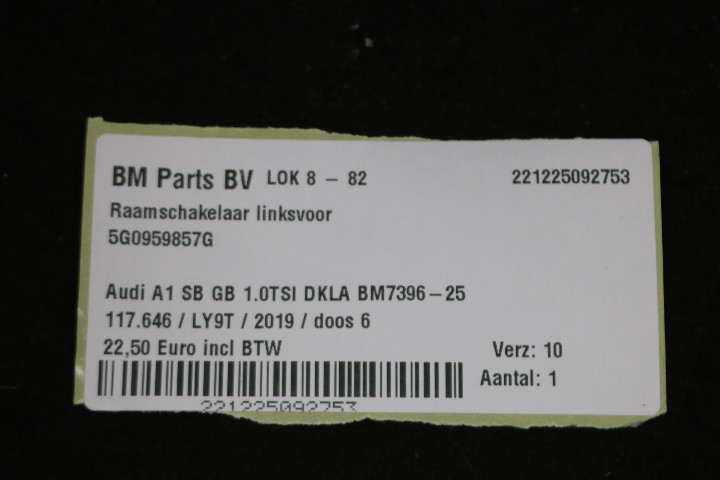 BM Parts BV LOK 8 - 82 221225092753
Raamschakelaar linksvoor
5G0959857G
Audi A1 SB GB 1.0TSI DKLA BM7396-25
117.646 / LY9T / 2019 / doos 6
22,50 Euro incl BTW Verz: 10
Aantal: 1
221225092753